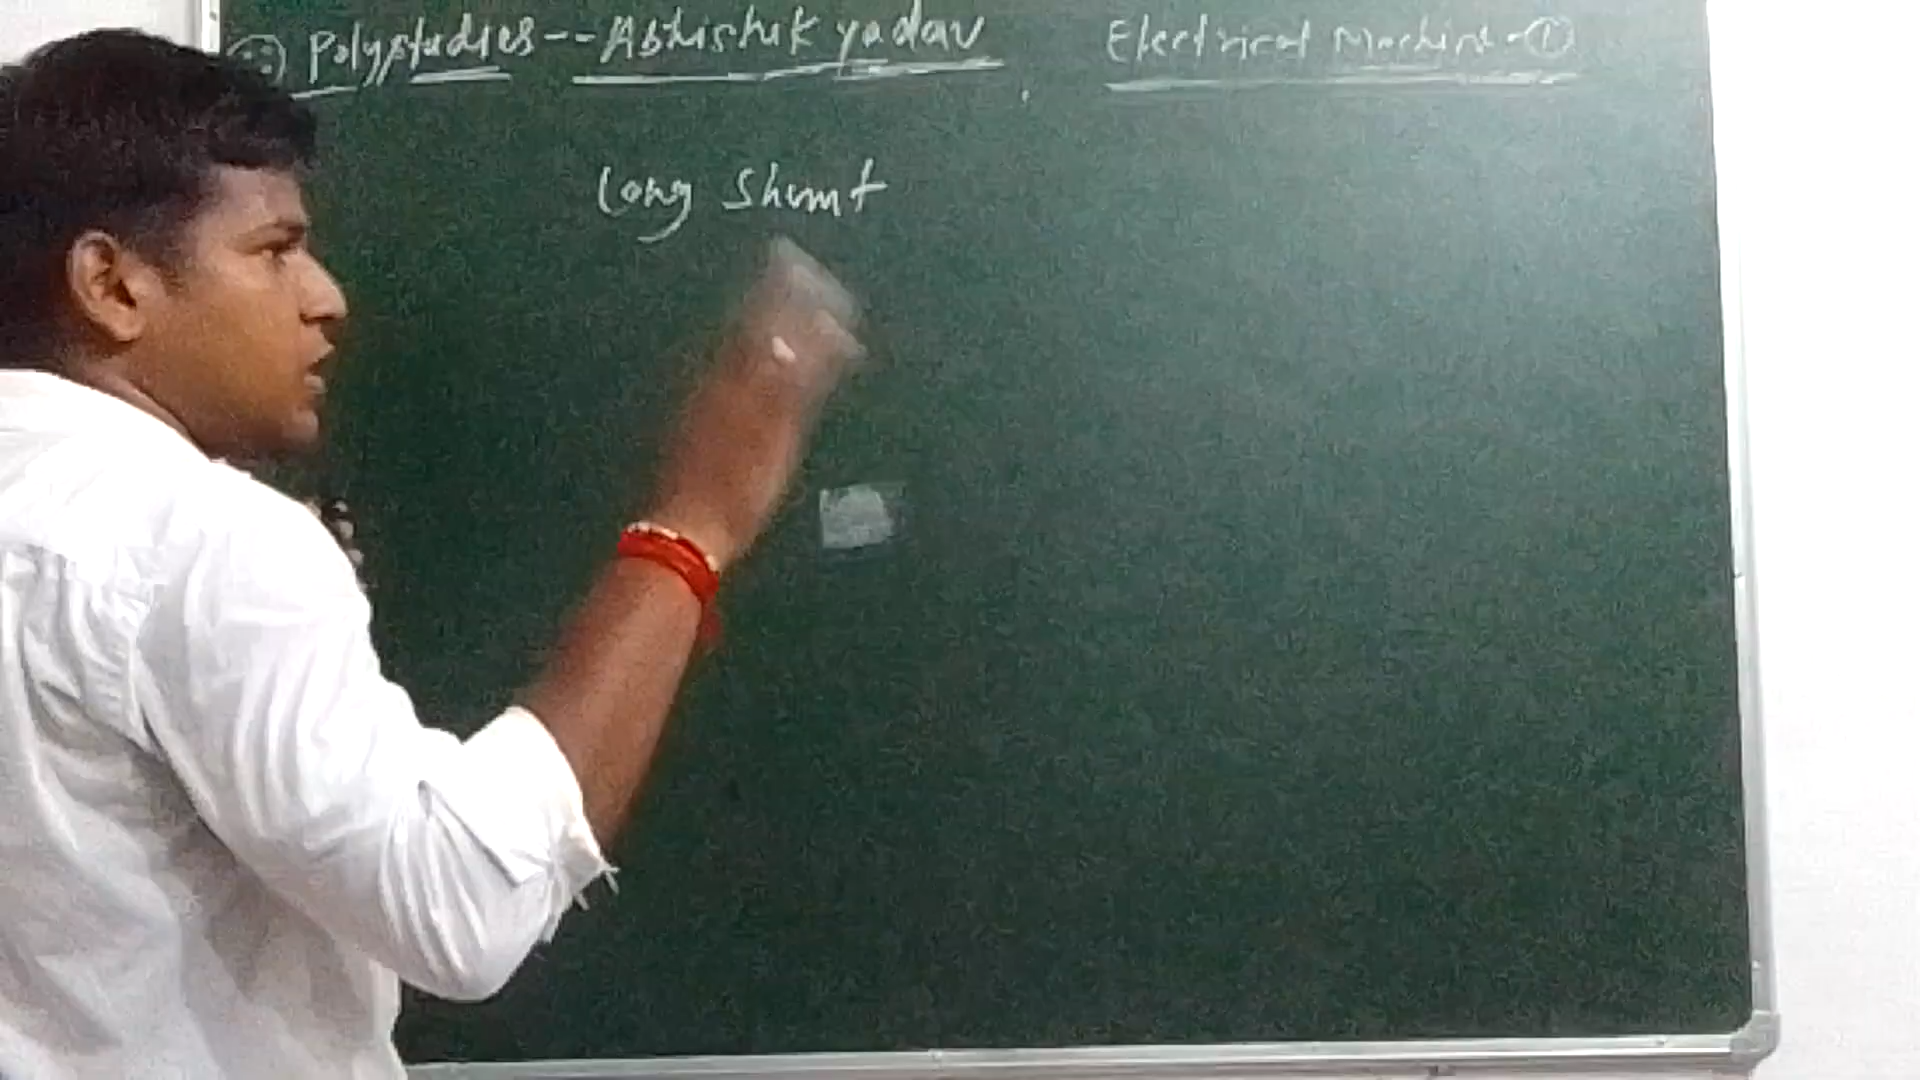 Polystudies -- Abhishek yadav Electrical Machine - ①
Long Shunt